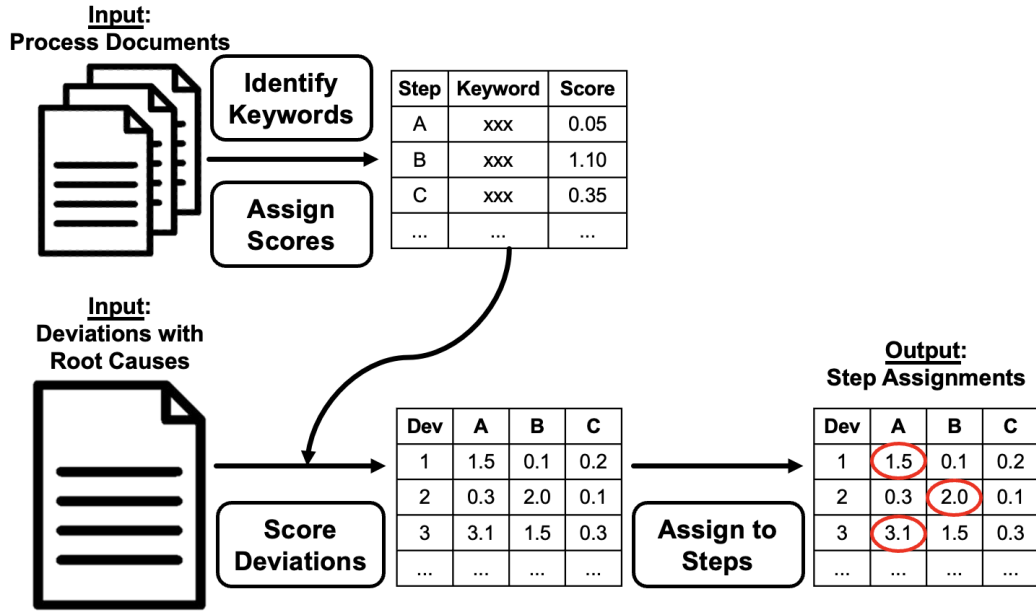 Input:
Process Documents
Identify
Keywords
Assign
Scores
Step Keyword Score
A xxx 0.05
B xxx 1.10
C xxx 0.35
... ... ...
Input:
Deviations with
Root Causes
Score
Deviations
Dev A B C
1 1.5 0.1 0.2
2 0.3 2.0 0.1
3 3.1 1.5 0.3
... ... ... ...
Assign to
Steps
Output:
Step Assignments
Dev A B C
1 1.5 0.1 0.2
2 0.3 2.0 0.1
3 3.1 1.5 0.3
... ... ... ...